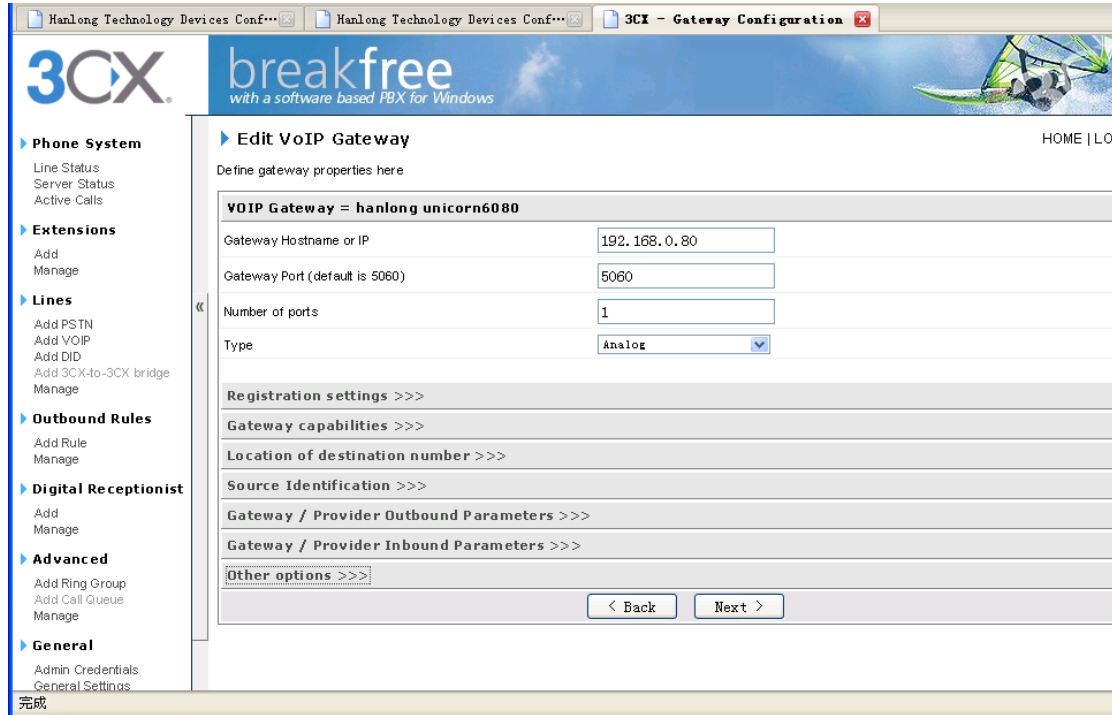 Hanlong Technology Devices Conf…
Hanlong Technology Devices Conf…
3CX - Gateway Configuration
3CX.
breakfree
with a software based PBX for Windows
Phone System
Line Status
Server Status
Active Calls
Extensions
Add
Manage
Lines
Add PSTN
Add VOIP
Add DID
Add 3CX-to-3CX bridge
Manage
Outbound Rules
Add Rule
Manage
Digital Receptionist
Add
Manage
Advanced
Add Ring Group
Add Call Queue
Manage
General
Admin Credentials
General Settings
«
Edit VoIP Gateway
HOME | LO
Define gateway properties here
VOIP Gateway = hanlong unicorn6080
Gateway Hostname or IP 192.168.0.80
Gateway Port (default is 5060) 5060
Number of ports 1
Type Analog
Registration settings >>>
Gateway capabilities >>>
Location of destination number >>>
Source Identification >>>
Gateway / Provider Outbound Parameters >>>
Gateway / Provider Inbound Parameters >>>
Other options >>>
< Back Next >
完成